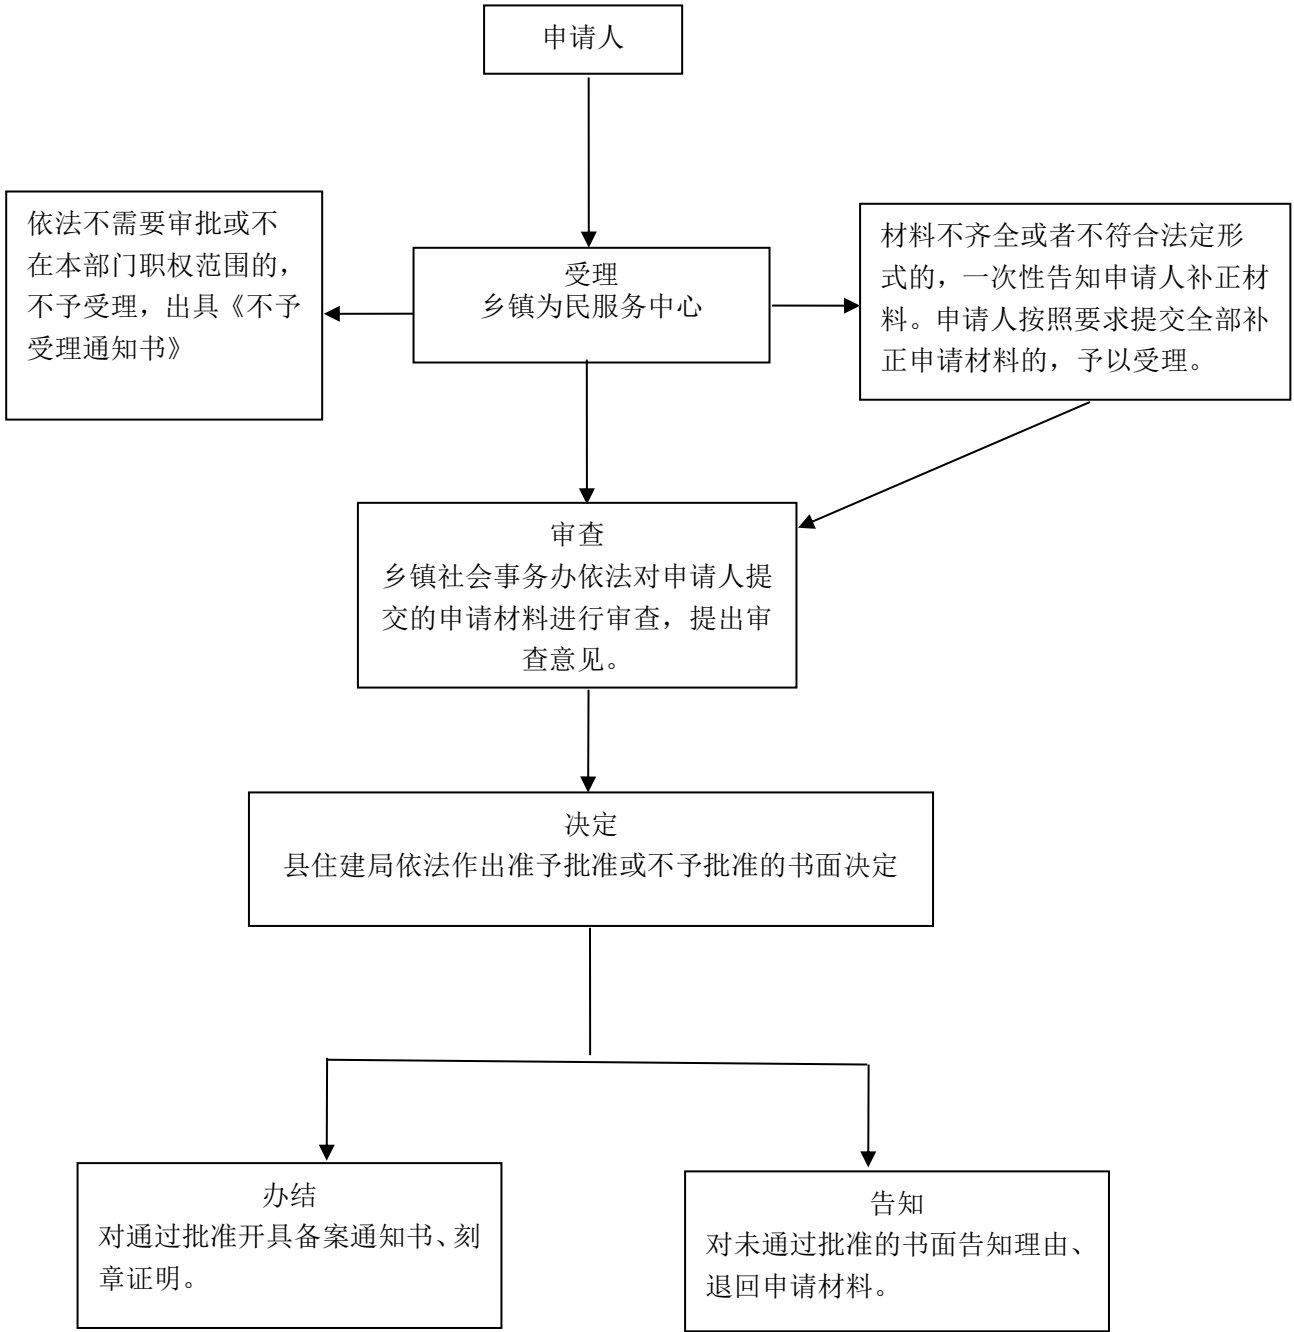 申请人
依法不需要审批或不
在本部门职权范围的，
不予受理，出具《不予
受理通知书》
受理
乡镇为民服务中心
材料不齐全或者不符合法定形
式的，一次性告知申请人补正材
料。申请人按照要求提交全部补
正申请材料的，予以受理。
审查
乡镇社会事务办依法对申请人提
交的申请材料进行审查，提出审
查意见。
决定
县住建局依法作出准予批准或不予批准的书面决定
办结
对通过批准开具备案通知书、刻
章证明。
告知
对未通过批准的书面告知理由、
退回申请材料。